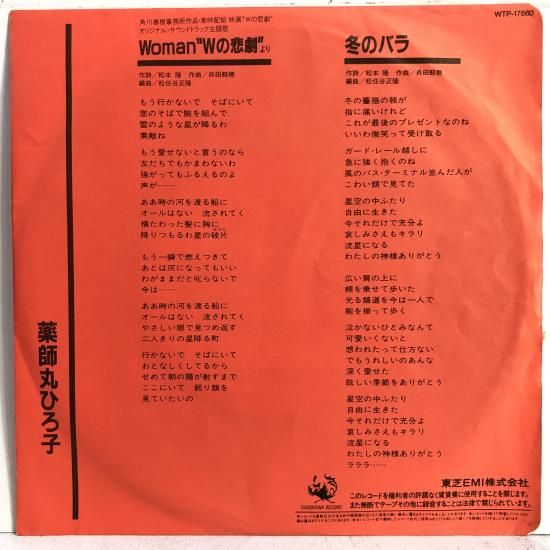 WTP-17660
角川春樹事務所作品・東映配給 映画"Wの悲劇"
オリジナル・サウンドトラック主題歌
Woman"Wの悲劇"より
作詩／松本 隆 作曲／呉田軽穂
編曲／松任谷正隆
もう行かないで そばにいて
窓のそばで腕を組んで
雪のような星が降るわ
素敵ね
もう愛せないと言うのなら
友だちでもかまわないわ
強がってもふるえるのよ
声が……
ああ時の河を渡る船に
オールはない 流されてく
横たわった髪に胸に
降りつもるわ星の破片
もう一瞬で燃えつきて
あとは灰になってもいい
わがままだと叱らないで
今は……
ああ時の河を渡る船に
オールはない 流されてく
やさしい眼で見つめ返す
二人きりの星降る町
行かないで そばにいて
おとなしくしてるから
せめて朝の陽が射すまで
ここにいて 眠り顔を
見ていたいの
冬のバラ
作詩／松本 隆 作曲／呉田軽穂
編曲／松任谷正隆
冬の薔薇の棘が
指に痛いけれど
これが最後のプレゼントなのね
いいわ微笑って受け取る
ガード・レール越しに
急に強く抱くのね
風のバス・ターミナル並んだ人が
こわい顔で見てた
星空の中ふたり
自由に生きた
今それだけで充分よ
哀しみさえもキラリ
流星になる
わたしの神様ありがとう
広い肩の上に
頬を乗せて歩いた
光る舗道を今は一人で
腕を振って歩く
泣かないひとみなんて
可愛いくないと
想われたって仕方ない
でもうれしいのあんな
深く愛せた
眩しい季節をありがとう
星空の中ふたり
自由に生きた
今それだけで充分よ
哀しみさえもキラリ
流星になる
わたしの神様ありがとう
ラララ……
薬師丸ひろ子
KADOKAWA RECORD
東芝EMI株式会社
このレコードを権利者の許諾なく賃貸業に使用することを禁じます。
また無断でテープその他に録音することは法律で禁じられています。